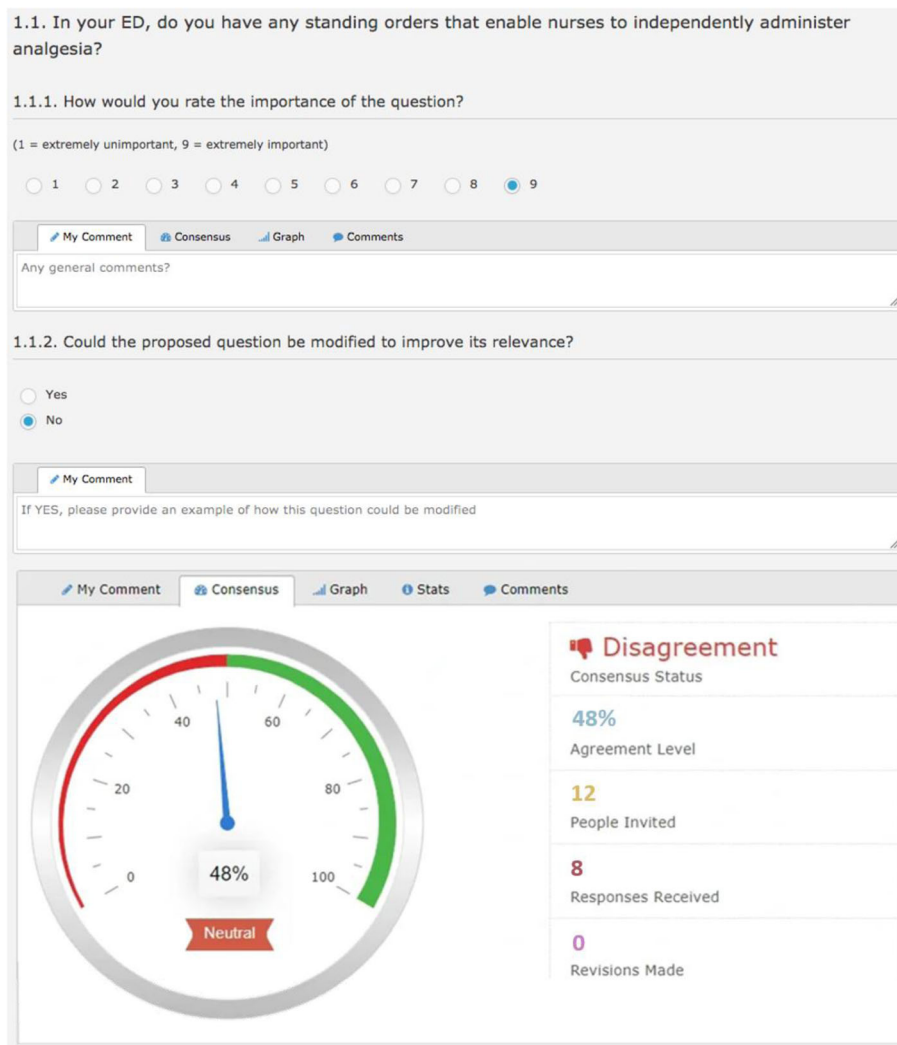 1.1. In your ED, do you have any standing orders that enable nurses to independently administer
analgesia?
1.1.1. How would you rate the importance of the question?
(1 = extremely unimportant, 9 = extremely important)
1 2 3 4 5 6 7 8 9
My Comment Consensus Graph Comments
Any general comments?
1.1.2. Could the proposed question be modified to improve its relevance?
Yes
No
My Comment
If YES, please provide an example of how this question could be modified
My Comment Consensus Graph Stats Comments
0
20
40
60
80
100
48%
Neutral
Disagreement
Consensus Status
48%
Agreement Level
12
People Invited
8
Responses Received
0
Revisions Made